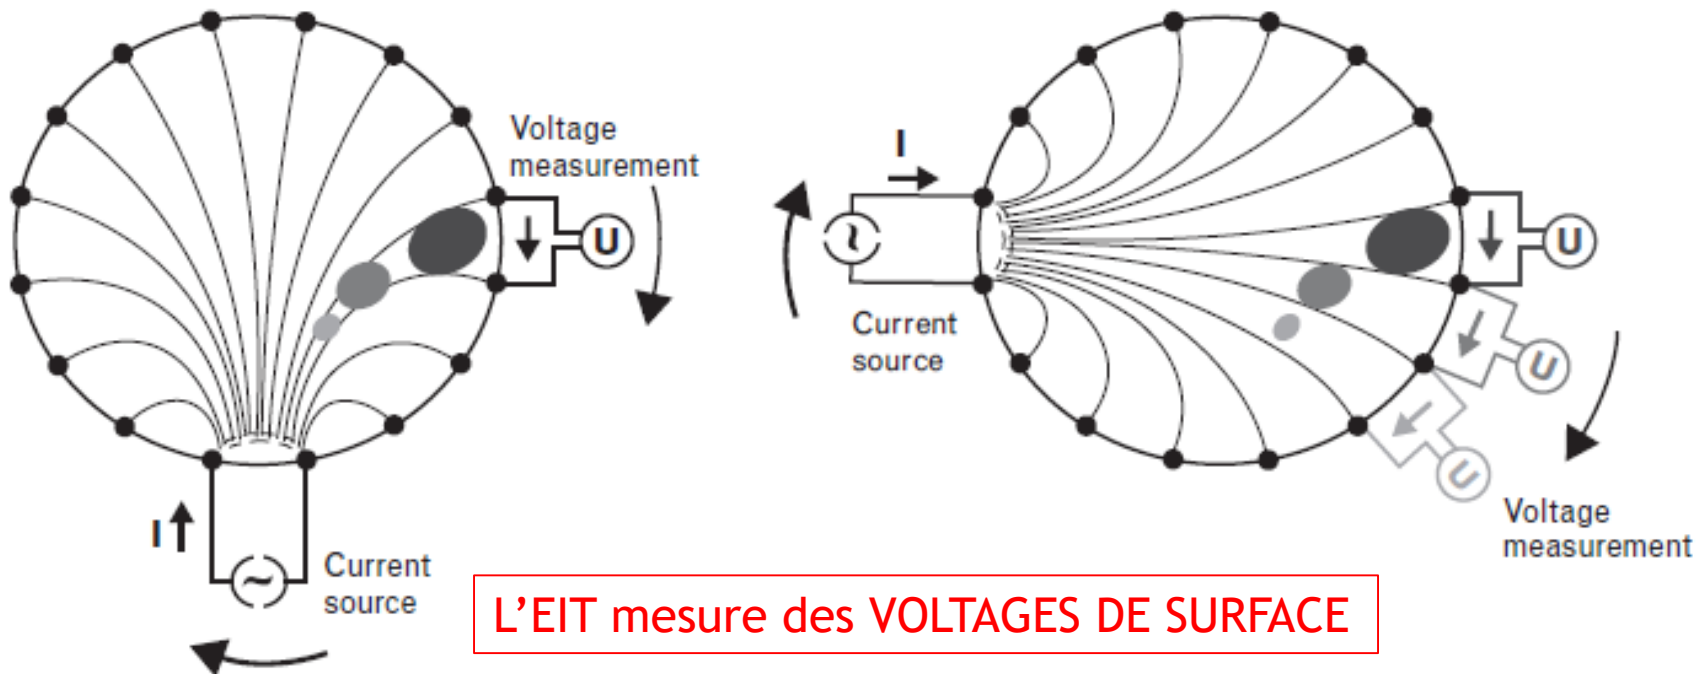 Voltage
measurement
U
I
Current
source
I
~
Current
source
~
U
U
U
Voltage
measurement
L'EIT mesure des VOLTAGES DE SURFACE